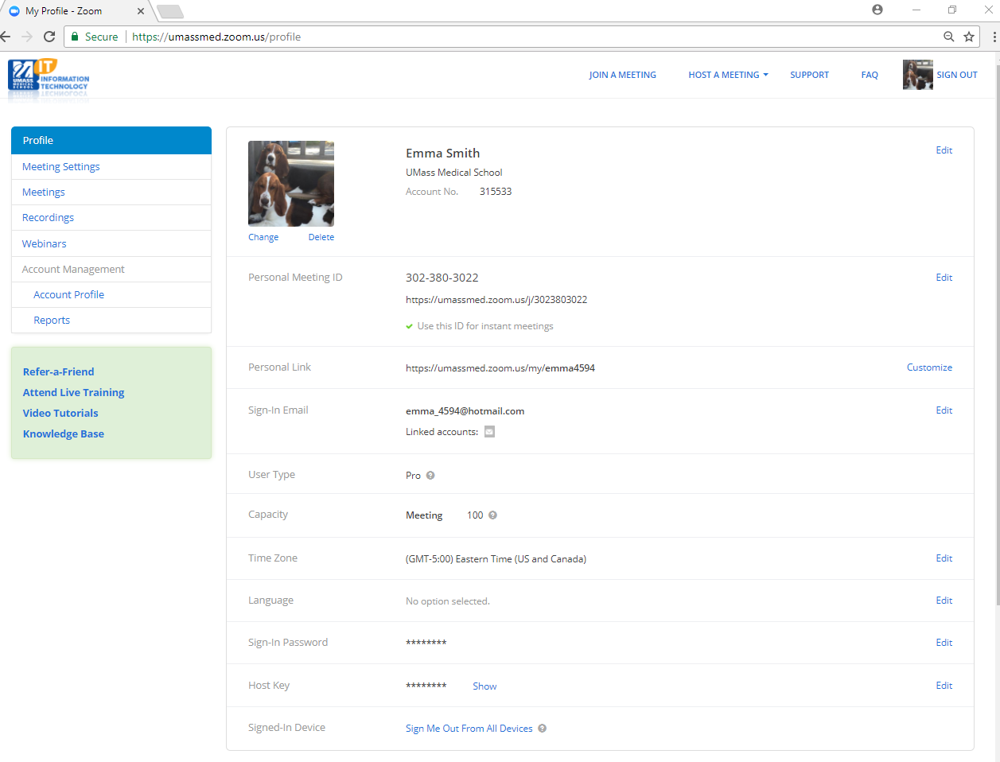 My Profile - Zoom
Secure https://umassmed.zoom.us/profile
UMASS
MEDICAL
SCHOOL
IT
INFORMATION
TECHNOLOGY
JOIN A MEETING
HOST A MEETING
SUPPORT
FAQ
SIGN OUT
Profile
Meeting Settings
Meetings
Recordings
Webinars
Account Management
Account Profile
Reports
Refer-a-Friend
Attend Live Training
Video Tutorials
Knowledge Base
Emma Smith
Edit
UMass Medical School
Account No. 315533
Change Delete
Personal Meeting ID 302-380-3022 Edit
https://umassmed.zoom.us/j/3023803022
Use this ID for instant meetings
Personal Link https://umassmed.zoom.us/my/emma4594 Customize
Sign-In Email emma_4594@hotmail.com Edit
Linked accounts:
User Type Pro ?
Capacity Meeting 100 ?
Time Zone (GMT-5:00) Eastern Time (US and Canada) Edit
Language No option selected. Edit
Sign-In Password ******** Edit
Host Key ******** Show Edit
Signed-In Device Sign Me Out From All Devices ?